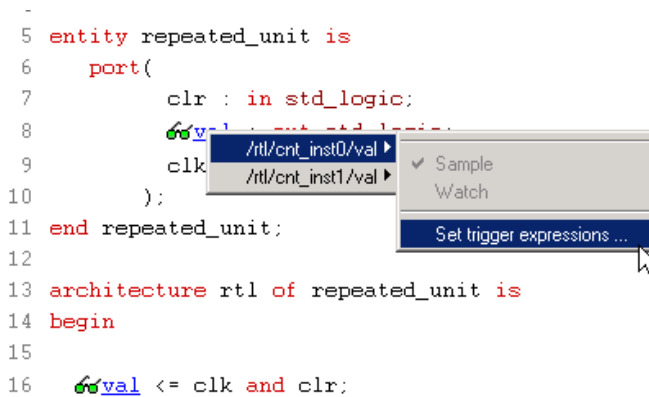 5 entity repeated_unit is
6 port(
7 clr : in std_logic;
8 val : out std_logic;
/rtl/cnt_inst0/val
9 clk
/rtl/cnt_inst1/val
Sample
Watch
10 );
11 end repeated_unit;
Set trigger expressions ...
12
13 architecture rtl of repeated_unit is
14 begin
15
16 val <= clk and clr;